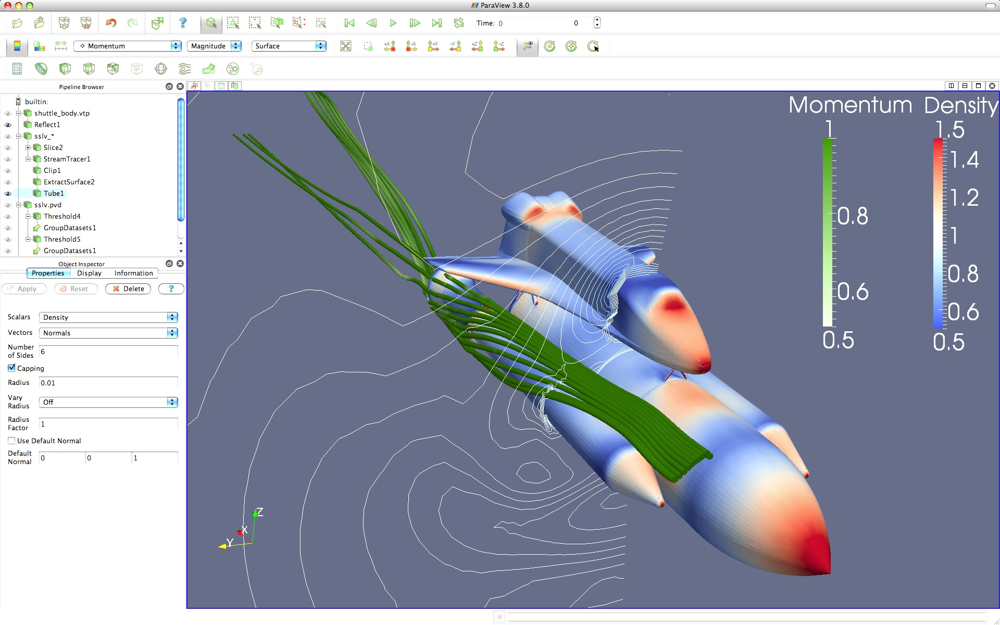 ParaView 3.8.0
?
Time: 0 0
Momentum Magnitude Surface
+X -X +Y -Y +Z -Z
Pipeline Browser
builtin:
shuttle_body.vtp
Reflect1
sslv_*
Slice2
StreamTracer1
Clip1
ExtractSurface2
Tube1
sslv.pvd
Threshold4
GroupDatasets1
Threshold5
GroupDatasets1
Object Inspector
Properties Display Information
Apply Reset Delete ?
Scalars Density
Vectors Normals
Number
of Sides 6
Capping
Radius 0.01
Vary
Radius Off
Radius
Factor 1
Use Default Normal
Default
Normal 0 0 1
Momentum
1
0.8
0.6
0.5
Density
1.5
1.4
1.2
1
0.8
0.6
0.5
Z
X
Y